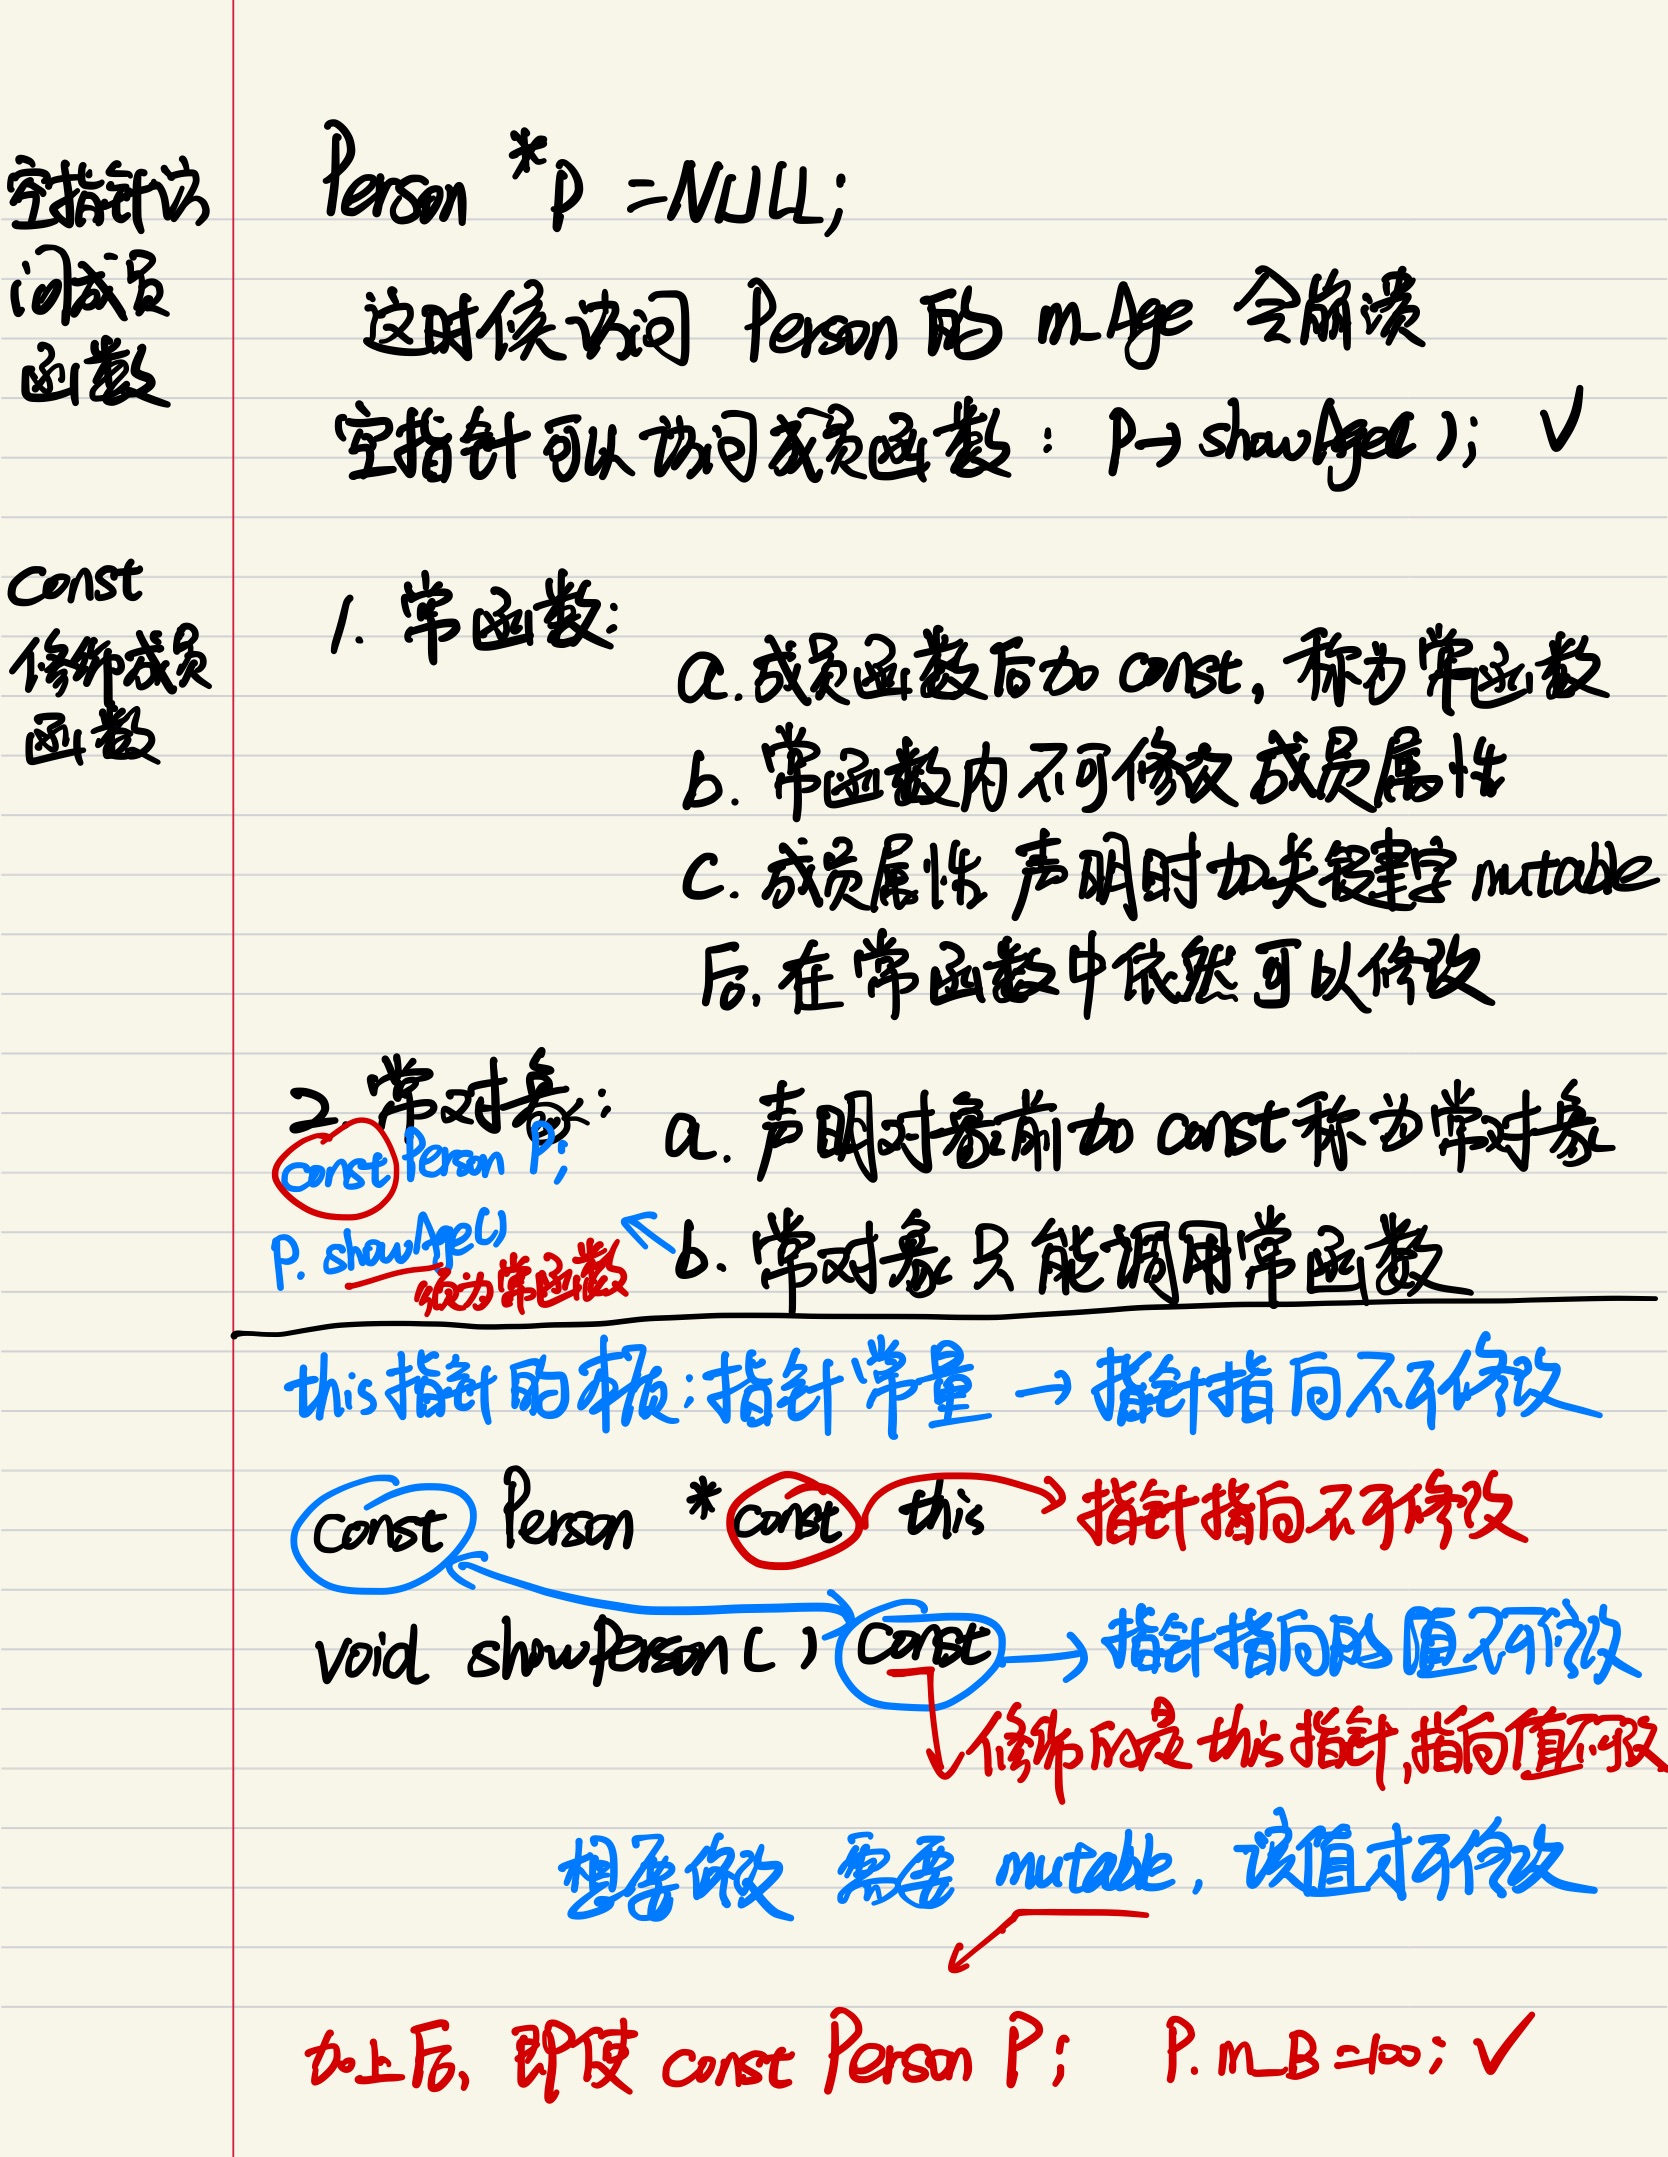 空指针访
问成员
函数
Person *p =NULL;
这时候访问 Person 的 m_Age 会崩溃
空指针可以访问成员函数: p→showAge(); ✓
const
修饰成员
函数
1. 常函数:
a. 成员函数后加 const, 称为常函数
b. 常函数内不可修改成员属性
c. 成员属性声明时加关键字 mutable
后, 在常函数中依然可以修改
2. 常对象:
a. 声明对象前加 const 称为常对象
const Person P;
P. showAge()
须为常函数
b. 常对象只能调用常函数
this指针的本质: 指针常量 → 指针指向不可修改
const Person * const this → 指针指向不可修改
void showPerson() const → 指针指向的值不可修改
修饰的是this指针, 指向值不可改
想要修改 需要 mutable, 该值才可修改
加上后, 即使 const Person P; P.m_B=100; ✓